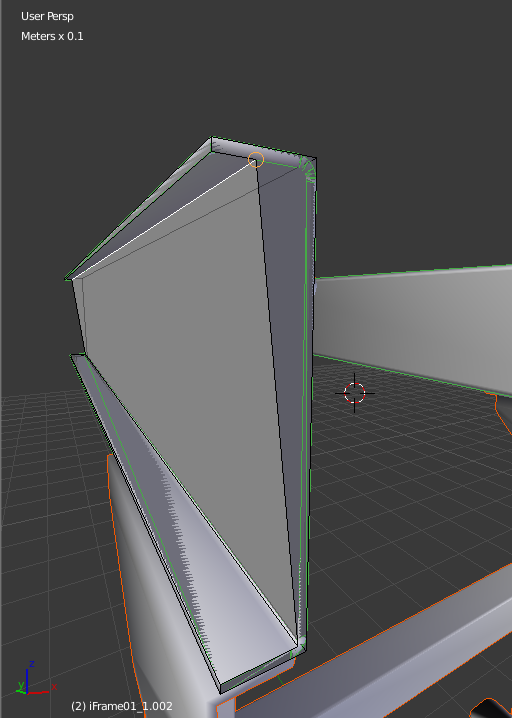 User Persp
Meters x 0.1
z
y
x
(2) iFrame01_1.002